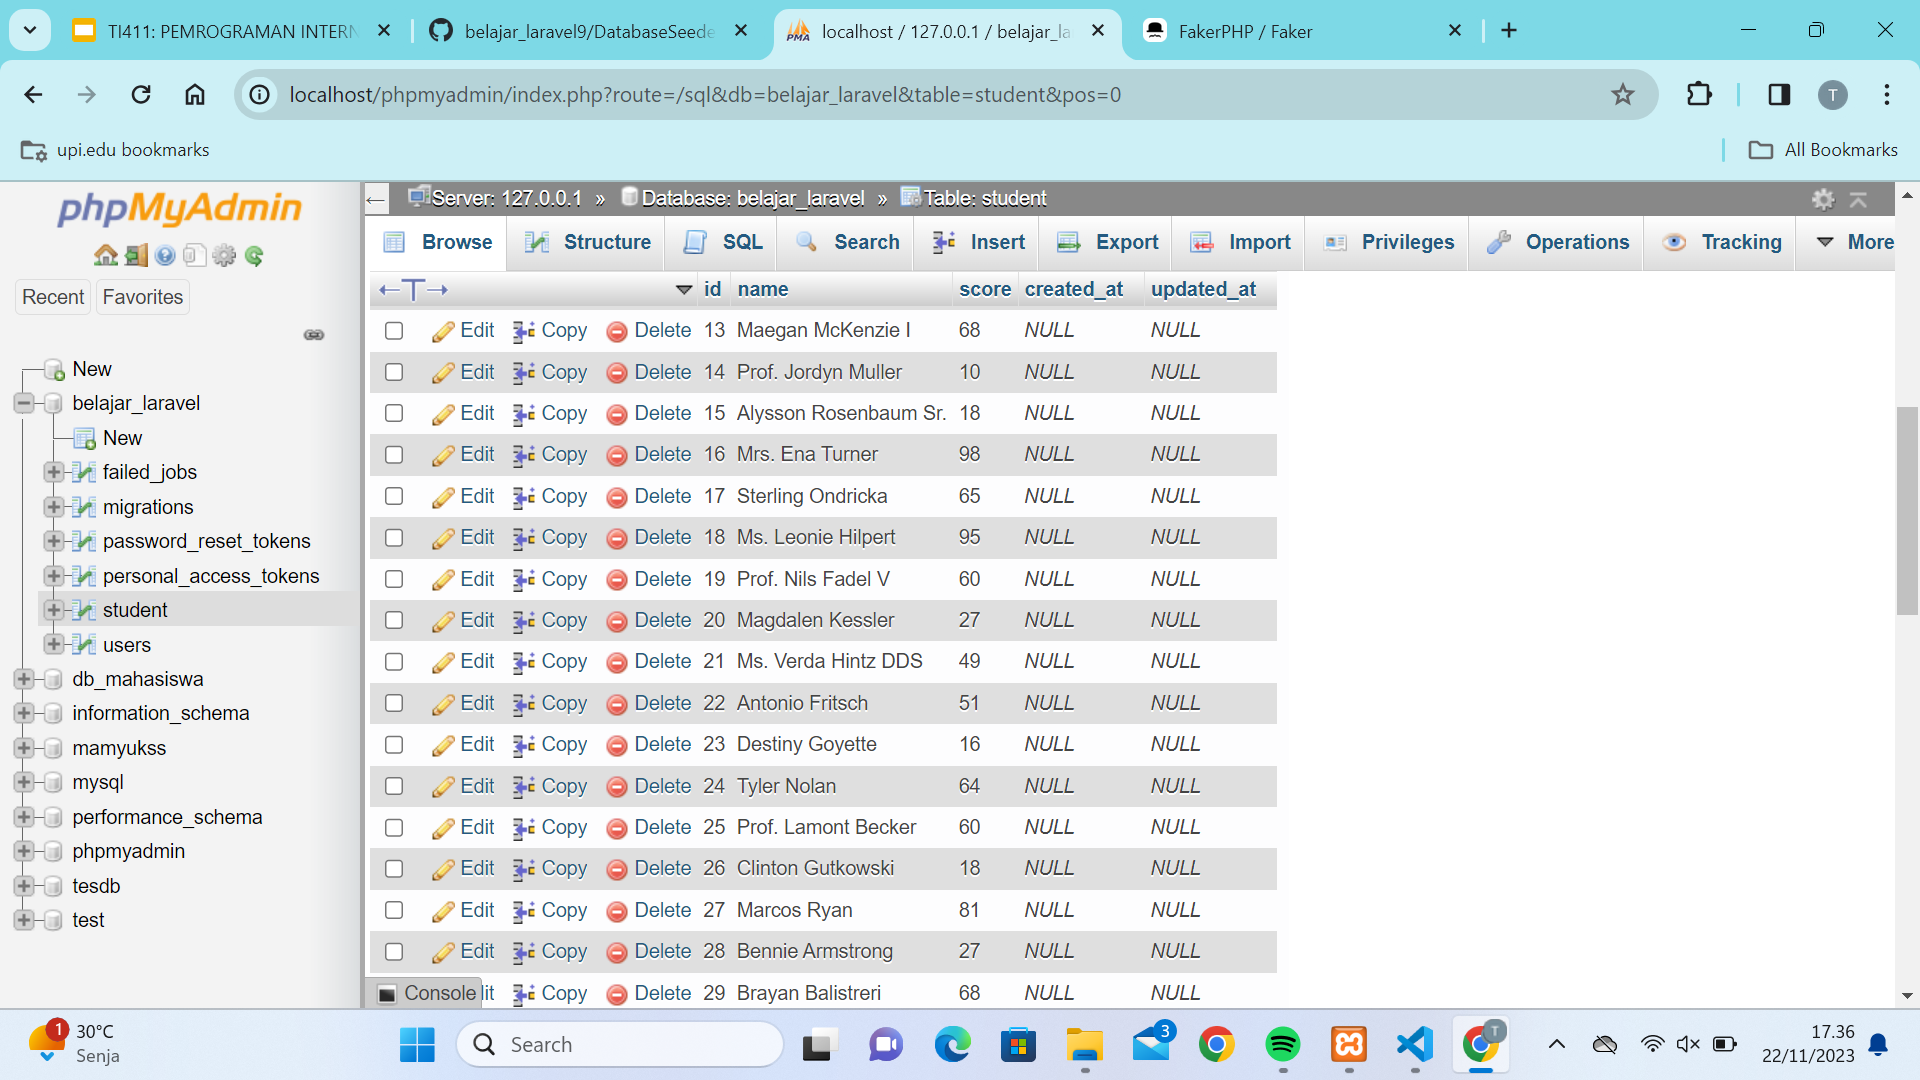 TI411: PEMROGRAMAN INTERN
belajar_laravel9/DatabaseSeede
PMA localhost / 127.0.0.1 / belajar_la
FakerPHP / Faker
localhost/phpmyadmin/index.php?route=/sql&db=belajar_laravel&table=student&pos=0
T
upi.edu bookmarks
All Bookmarks
phpMyAdmin
Recent Favorites
New
belajar_laravel
New
failed_jobs
migrations
password_reset_tokens
personal_access_tokens
student
users
db_mahasiswa
information_schema
mamyukss
mysql
performance_schema
phpmyadmin
tesdb
test
Server: 127.0.0.1 » Database: belajar_laravel » Table: student
Browse Structure SQL Search Insert Export Import Privileges Operations Tracking More
←T→ id name score created_at updated_at
Edit Copy Delete 13 Maegan McKenzie I 68 NULL NULL
Edit Copy Delete 14 Prof. Jordyn Muller 10 NULL NULL
Edit Copy Delete 15 Alysson Rosenbaum Sr. 18 NULL NULL
Edit Copy Delete 16 Mrs. Ena Turner 98 NULL NULL
Edit Copy Delete 17 Sterling Ondricka 65 NULL NULL
Edit Copy Delete 18 Ms. Leonie Hilpert 95 NULL NULL
Edit Copy Delete 19 Prof. Nils Fadel V 60 NULL NULL
Edit Copy Delete 20 Magdalen Kessler 27 NULL NULL
Edit Copy Delete 21 Ms. Verda Hintz DDS 49 NULL NULL
Edit Copy Delete 22 Antonio Fritsch 51 NULL NULL
Edit Copy Delete 23 Destiny Goyette 16 NULL NULL
Edit Copy Delete 24 Tyler Nolan 64 NULL NULL
Edit Copy Delete 25 Prof. Lamont Becker 60 NULL NULL
Edit Copy Delete 26 Clinton Gutkowski 18 NULL NULL
Edit Copy Delete 27 Marcos Ryan 81 NULL NULL
Edit Copy Delete 28 Bennie Armstrong 27 NULL NULL
Console lit Copy Delete 29 Brayan Balistreri 68 NULL NULL
1 30°C
Senja
Search
3
T
17.36
22/11/2023